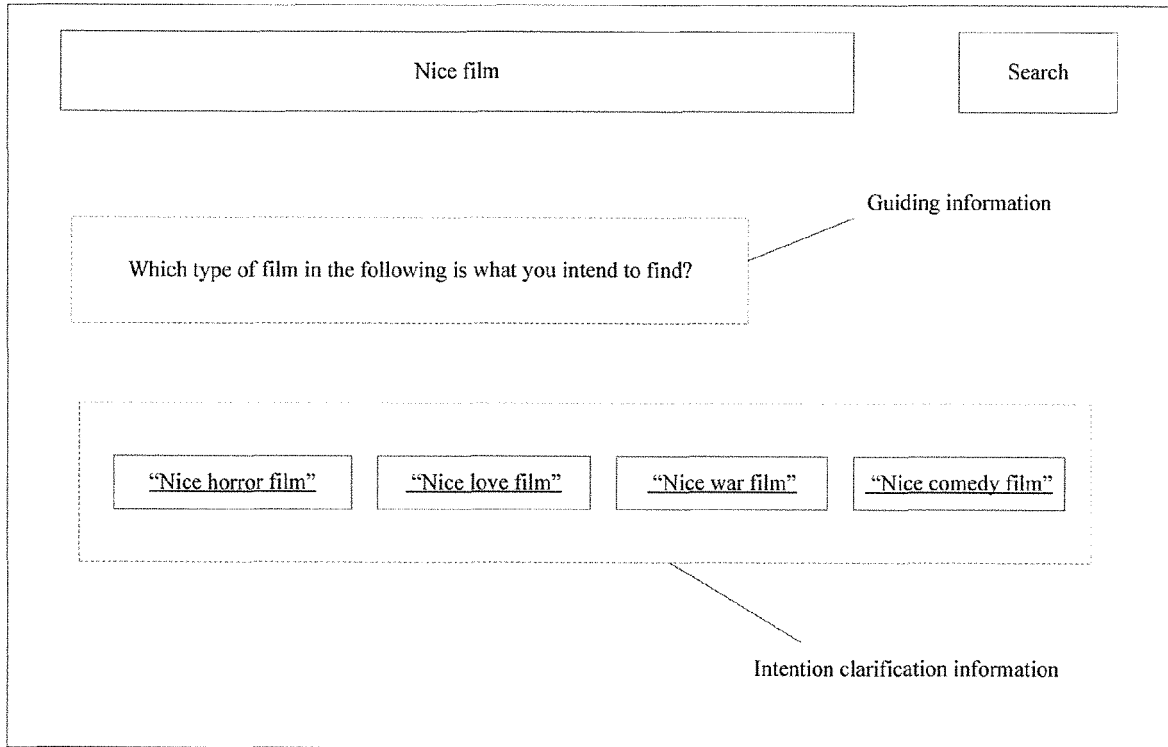 Nice film
Search
Guiding information
Which type of film in the following is what you intend to find?
“Nice horror film”
“Nice love film”
“Nice war film”
“Nice comedy film”
Intention clarification information